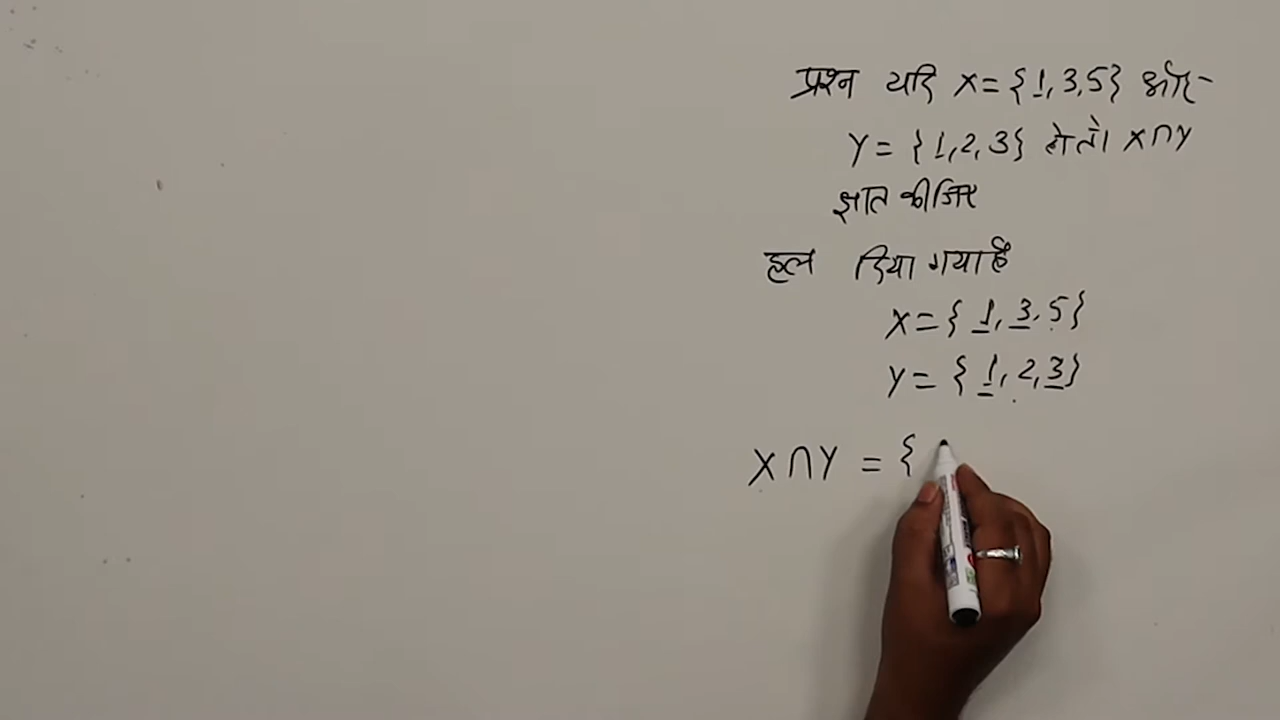 प्रश्न यदि X = {1, 3, 5} और
Y = {1, 2, 3} हो तो X∩Y
ज्ञात कीजिए
हल दिया गया है
X = { 1, 3, 5}
Y = { 1, 2, 3}
X∩Y = {